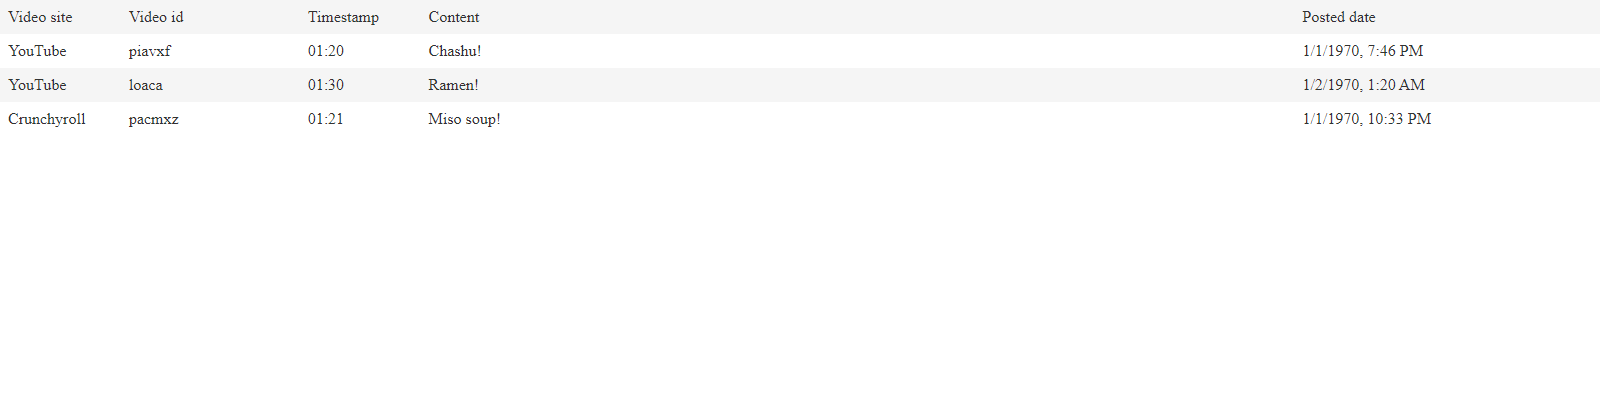 Video site Video id Timestamp Content Posted date
YouTube piavxf 01:20 Chashu! 1/1/1970, 7:46 PM
YouTube loaca 01:30 Ramen! 1/2/1970, 1:20 AM
Crunchyroll pacmxz 01:21 Miso soup! 1/1/1970, 10:33 PM